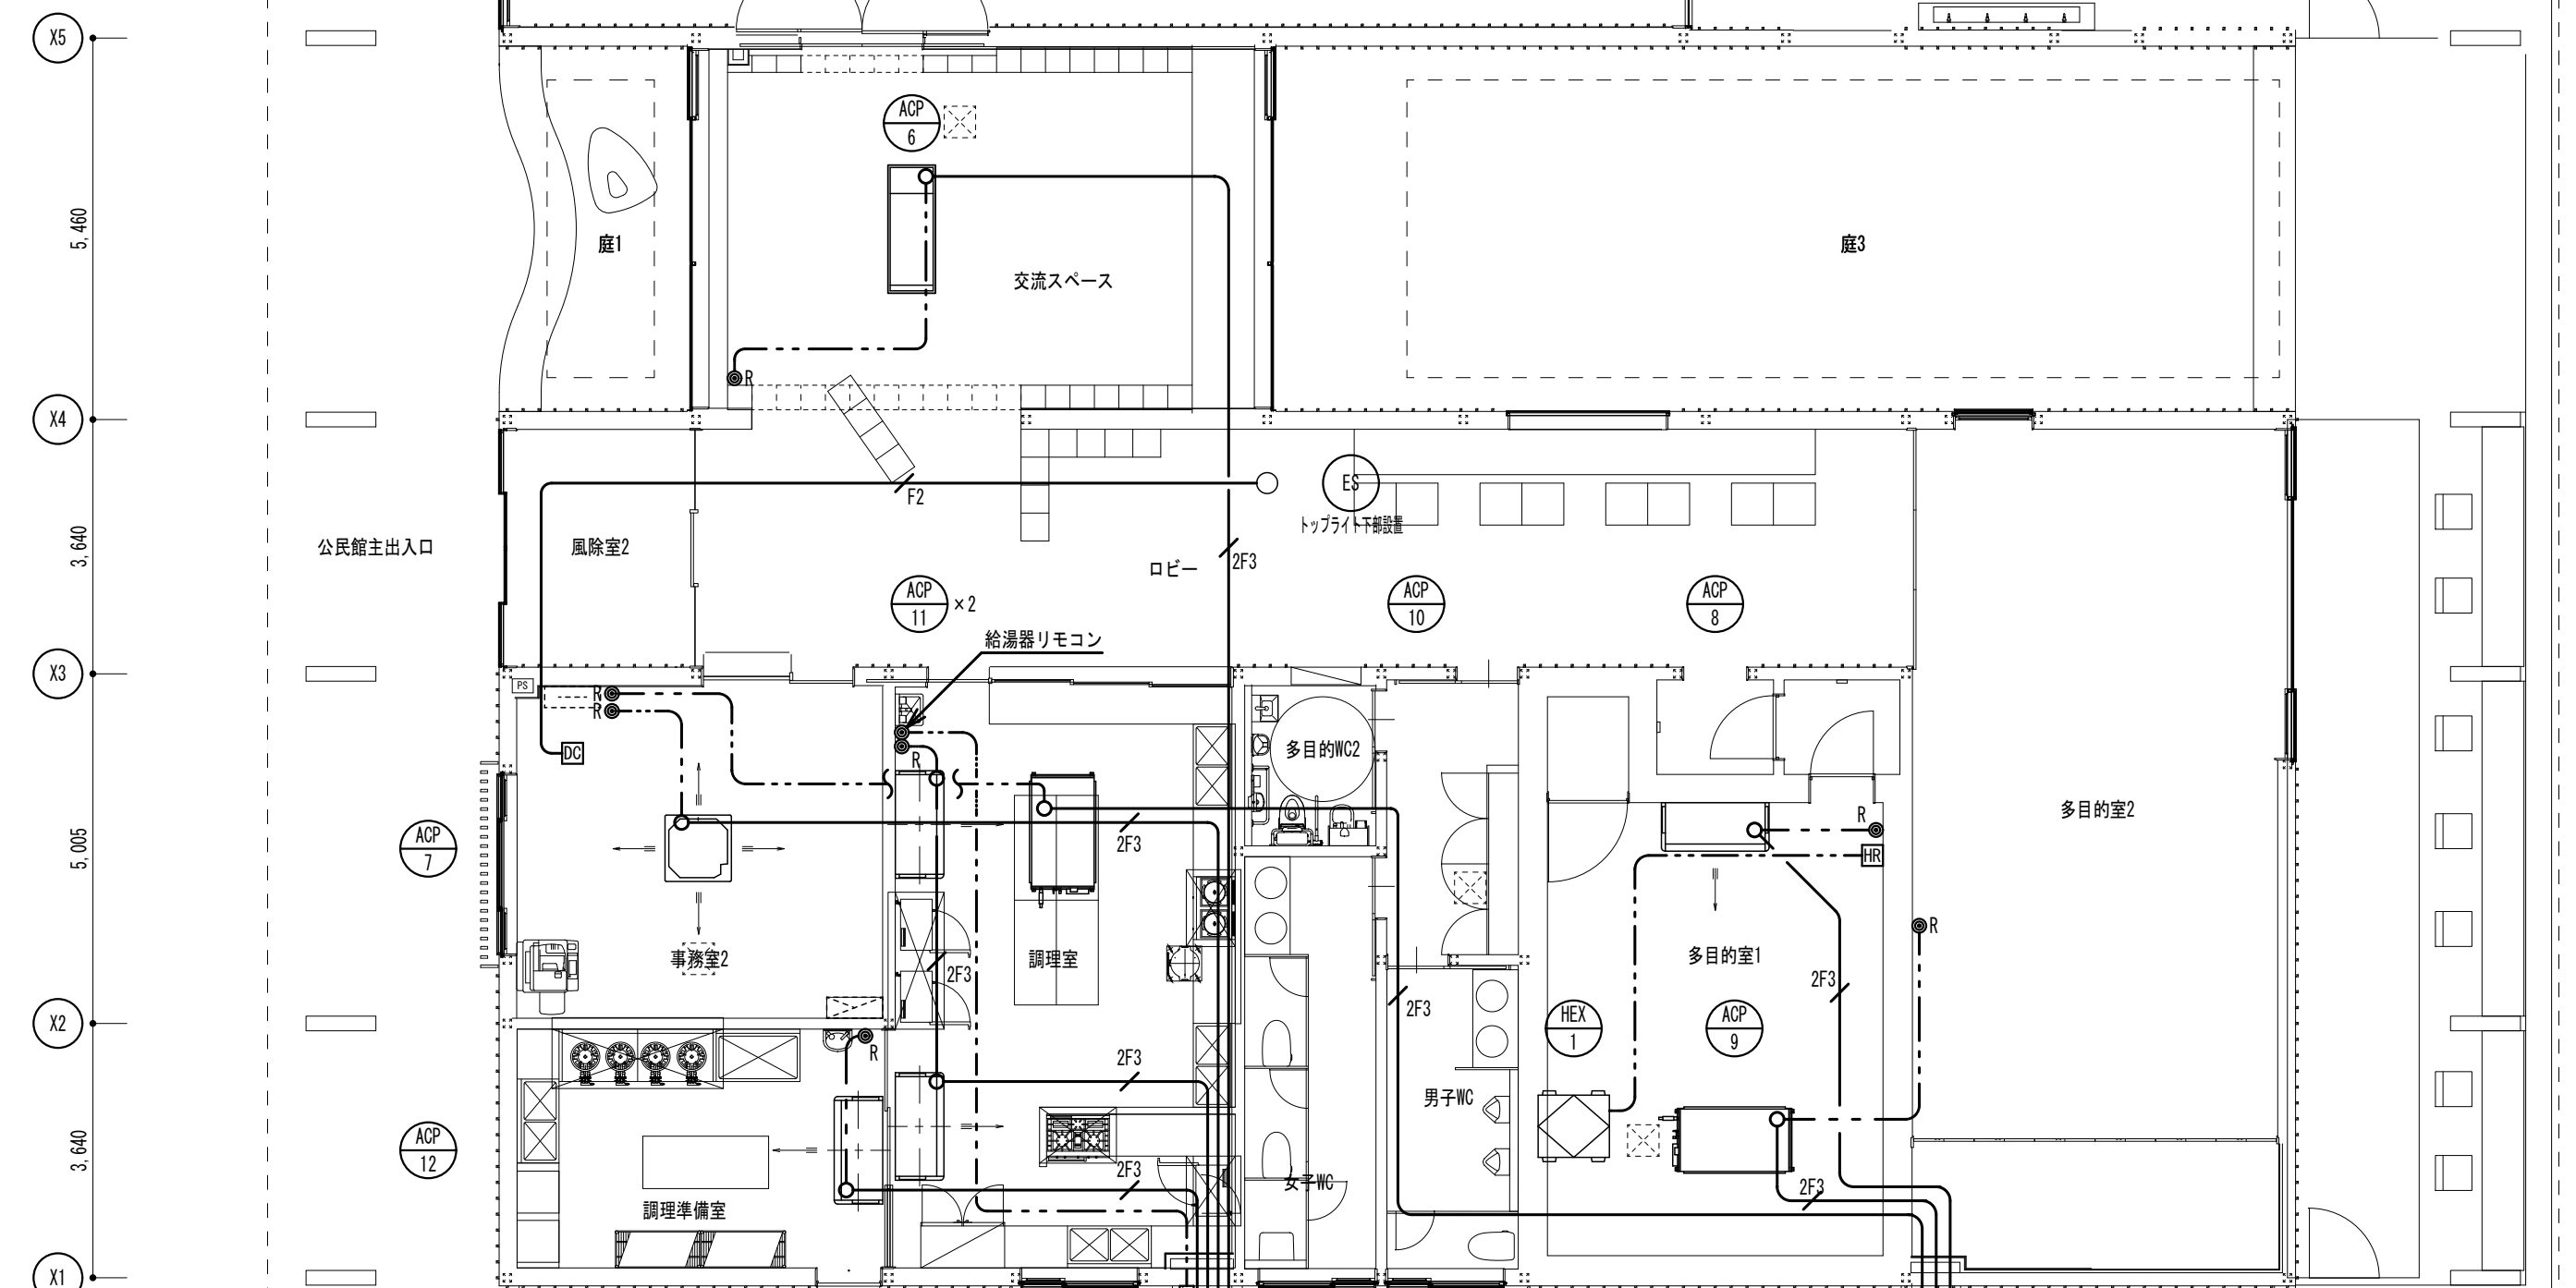 X5
ACP
6
5,460
庭1
庭3
交流スペース
R
X4
ES
F2
トップライト下部設置
3,640
公民館主出入口
風除室2
2F3
ロビー
ACP
11
×2
ACP
10
ACP
8
給湯器リモコン
X3
PS
R
R
DC
R
多目的WC2
多目的室2
R
HR
ACP
7
5,005
2F3
R
事務室2
2F3
調理室
多目的室1
2F3
2F3
X2
HEX
1
ACP
9
R
2F3
男子WC
ACP
12
3,640
2F3
女子WC
2F3
調理準備室
X1